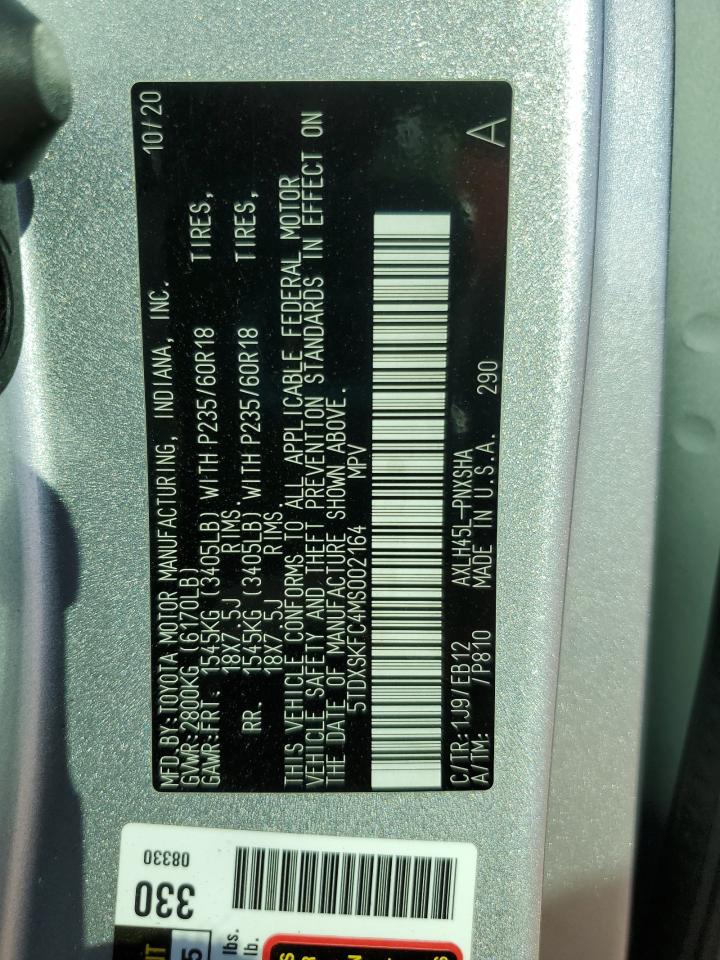 MFD. BY: TOYOTA MOTOR MANUFACTURING, INDIANA, INC. 10/20
GVWR: 2800KG (6170LB)
GAWR: FRT: 1545KG (3405LB) WITH P235/60R18 TIRES,
18X7.5J RIMS.
RR. 1545KG (3405LB) WITH P235/60R18 TIRES,
18X7.5J RIMS.
THIS VEHICLE CONFORMS TO ALL APPLICABLE FEDERAL MOTOR
VEHICLE SAFETY AND THEFT PREVENTION STANDARDS IN EFFECT ON
THE DATE OF MANUFACTURE SHOWN ABOVE.
5TDXSKFC4MS002164 MPV
C/TR: 1J9/EB12 AXLH45L-PNXSHA
A/TM: /P810 MADE IN U.S.A. 290 A
330
08330
lbs.
lb.